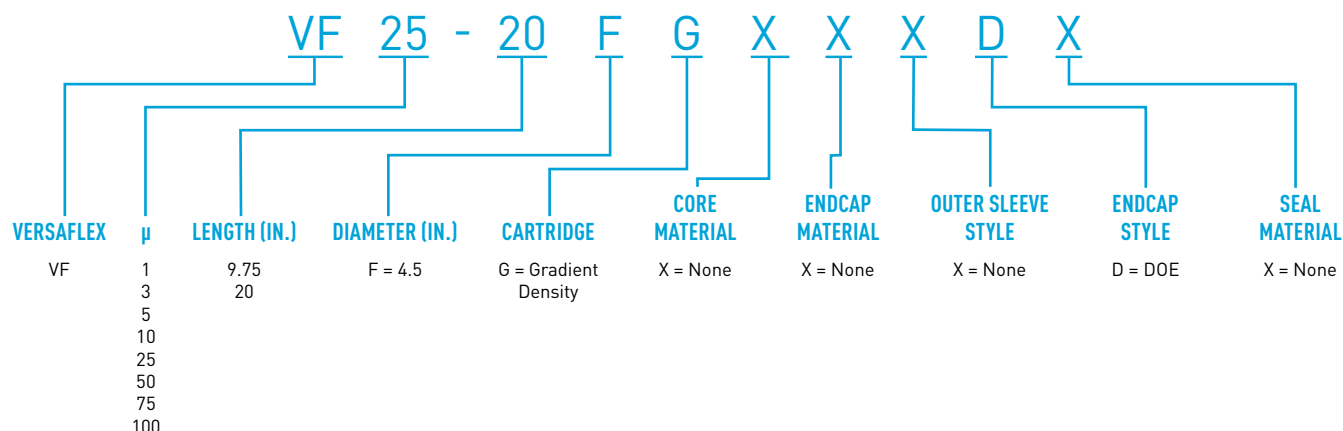 VF 25 - 20 F G X X X D X
VERSAFLEX
VF
µ
1
3
5
10
25
50
75
100
LENGTH (IN.)
9.75
20
DIAMETER (IN.)
F = 4.5
CARTRIDGE
G = Gradient
Density
CORE
MATERIAL
X = None
ENDCAP
MATERIAL
X = None
OUTER SLEEVE
STYLE
X = None
ENDCAP
STYLE
D = DOE
SEAL
MATERIAL
X = None